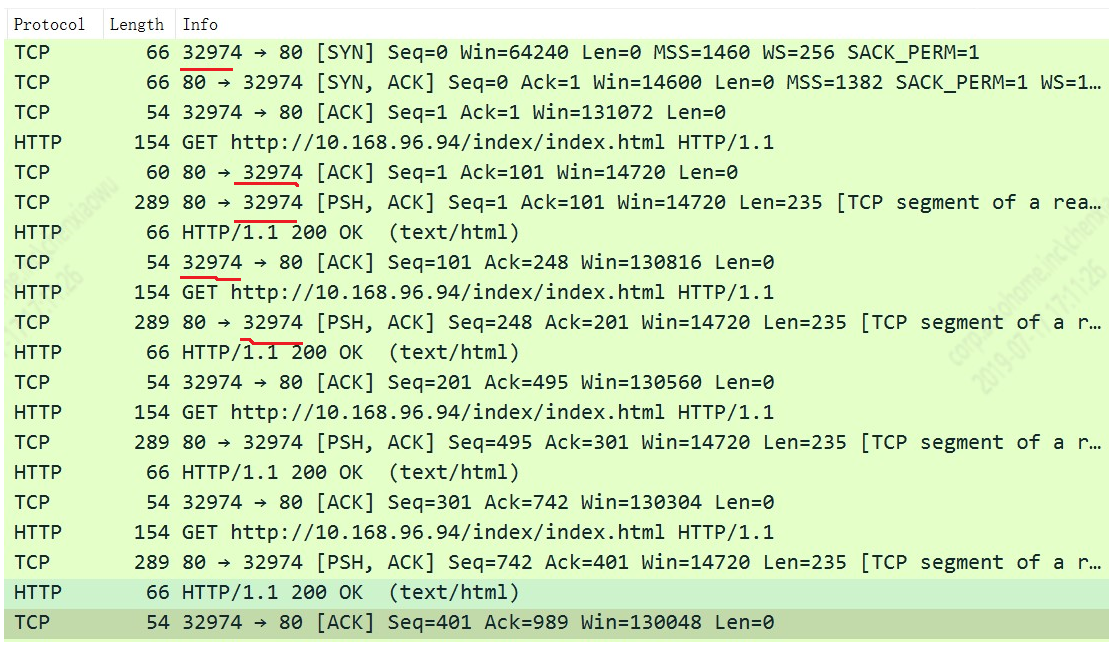 Protocol Length Info
TCP 66 32974 → 80 [SYN] Seq=0 Win=64240 Len=0 MSS=1460 WS=256 SACK_PERM=1
TCP 66 80 → 32974 [SYN, ACK] Seq=0 Ack=1 Win=14600 Len=0 MSS=1382 SACK_PERM=1 WS=1…
TCP 54 32974 → 80 [ACK] Seq=1 Ack=1 Win=131072 Len=0
HTTP 154 GET http://10.168.96.94/index/index.html HTTP/1.1
TCP 60 80 → 32974 [ACK] Seq=1 Ack=101 Win=14720 Len=0
TCP 289 80 → 32974 [PSH, ACK] Seq=1 Ack=101 Win=14720 Len=235 [TCP segment of a rea…
HTTP 66 HTTP/1.1 200 OK (text/html)
TCP 54 32974 → 80 [ACK] Seq=101 Ack=248 Win=130816 Len=0
HTTP 154 GET http://10.168.96.94/index/index.html HTTP/1.1
TCP 289 80 → 32974 [PSH, ACK] Seq=248 Ack=201 Win=14720 Len=235 [TCP segment of a r…
HTTP 66 HTTP/1.1 200 OK (text/html)
TCP 54 32974 → 80 [ACK] Seq=201 Ack=495 Win=130560 Len=0
HTTP 154 GET http://10.168.96.94/index/index.html HTTP/1.1
TCP 289 80 → 32974 [PSH, ACK] Seq=495 Ack=301 Win=14720 Len=235 [TCP segment of a r…
HTTP 66 HTTP/1.1 200 OK (text/html)
TCP 54 32974 → 80 [ACK] Seq=301 Ack=742 Win=130304 Len=0
HTTP 154 GET http://10.168.96.94/index/index.html HTTP/1.1
TCP 289 80 → 32974 [PSH, ACK] Seq=742 Ack=401 Win=14720 Len=235 [TCP segment of a r…
HTTP 66 HTTP/1.1 200 OK (text/html)
TCP 54 32974 → 80 [ACK] Seq=401 Ack=989 Win=130048 Len=0